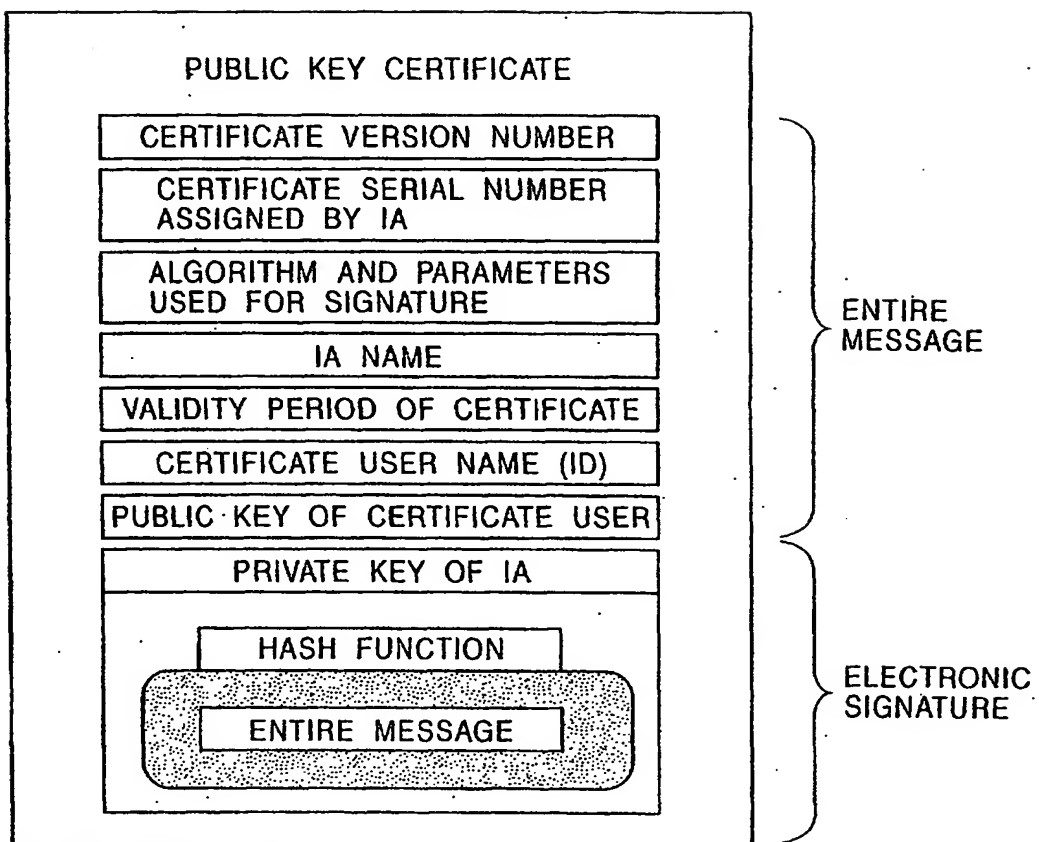 PUBLIC KEY CERTIFICATE
CERTIFICATE VERSION NUMBER
CERTIFICATE SERIAL NUMBER
ASSIGNED BY IA
ALGORITHM AND PARAMETERS
USED FOR SIGNATURE
IA NAME
VALIDITY PERIOD OF CERTIFICATE
CERTIFICATE USER NAME (ID)
PUBLIC KEY OF CERTIFICATE USER
ENTIRE
MESSAGE
PRIVATE KEY OF IA
HASH FUNCTION
ENTIRE MESSAGE
ELECTRONIC
SIGNATURE